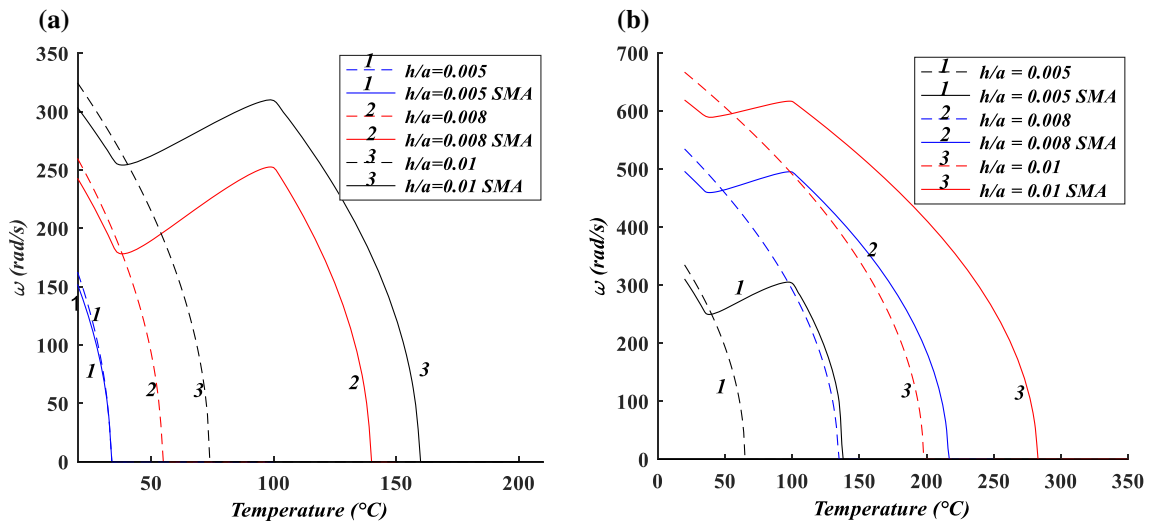 (a)
350
300
250
200
150
100
50
0
ω (rad/s)
50
100
150
200
Temperature (°C)
1 h/a=0.005
1 h/a=0.005 SMA
2 h/a=0.008
2 h/a=0.008 SMA
3 h/a=0.01
3 h/a=0.01 SMA
1
1
1
2
3
2
3
(b)
700
600
500
400
300
200
100
0
ω (rad/s)
0
50
100
150
200
250
300
350
Temperature (°C)
1 h/a = 0.005
1 h/a = 0.005 SMA
2 h/a = 0.008
2 h/a = 0.008 SMA
3 h/a = 0.01
3 h/a = 0.01 SMA
1
2
1
3
3